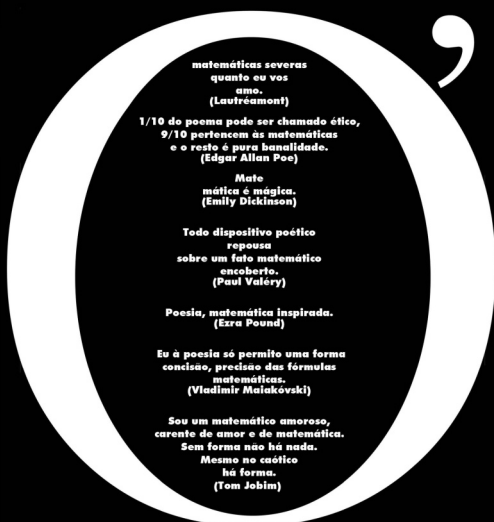 O’
matemáticas severas
quanto eu vos
amo.
(Lautréamont)
1/10 do poema pode ser chamado ético,
9/10 pertencem às matemáticas
e o resto é pura banalidade.
(Edgar Allan Poe)
Mate
mática é mágica.
(Emily Dickinson)
Todo dispositivo poético
repousa
sobre um fato matemático
encoberto.
(Paul Valéry)
Poesia, matemática inspirada.
(Ezra Pound)
Eu à poesia só permito uma forma
concisão, precisão das fórmulas
matemáticas.
(Vladimir Maiakóvski)
Sou um matemático amoroso,
carente de amor e de matemática.
Sem forma não há nada.
Mesmo no caótico
há forma.
(Tom Jobim)